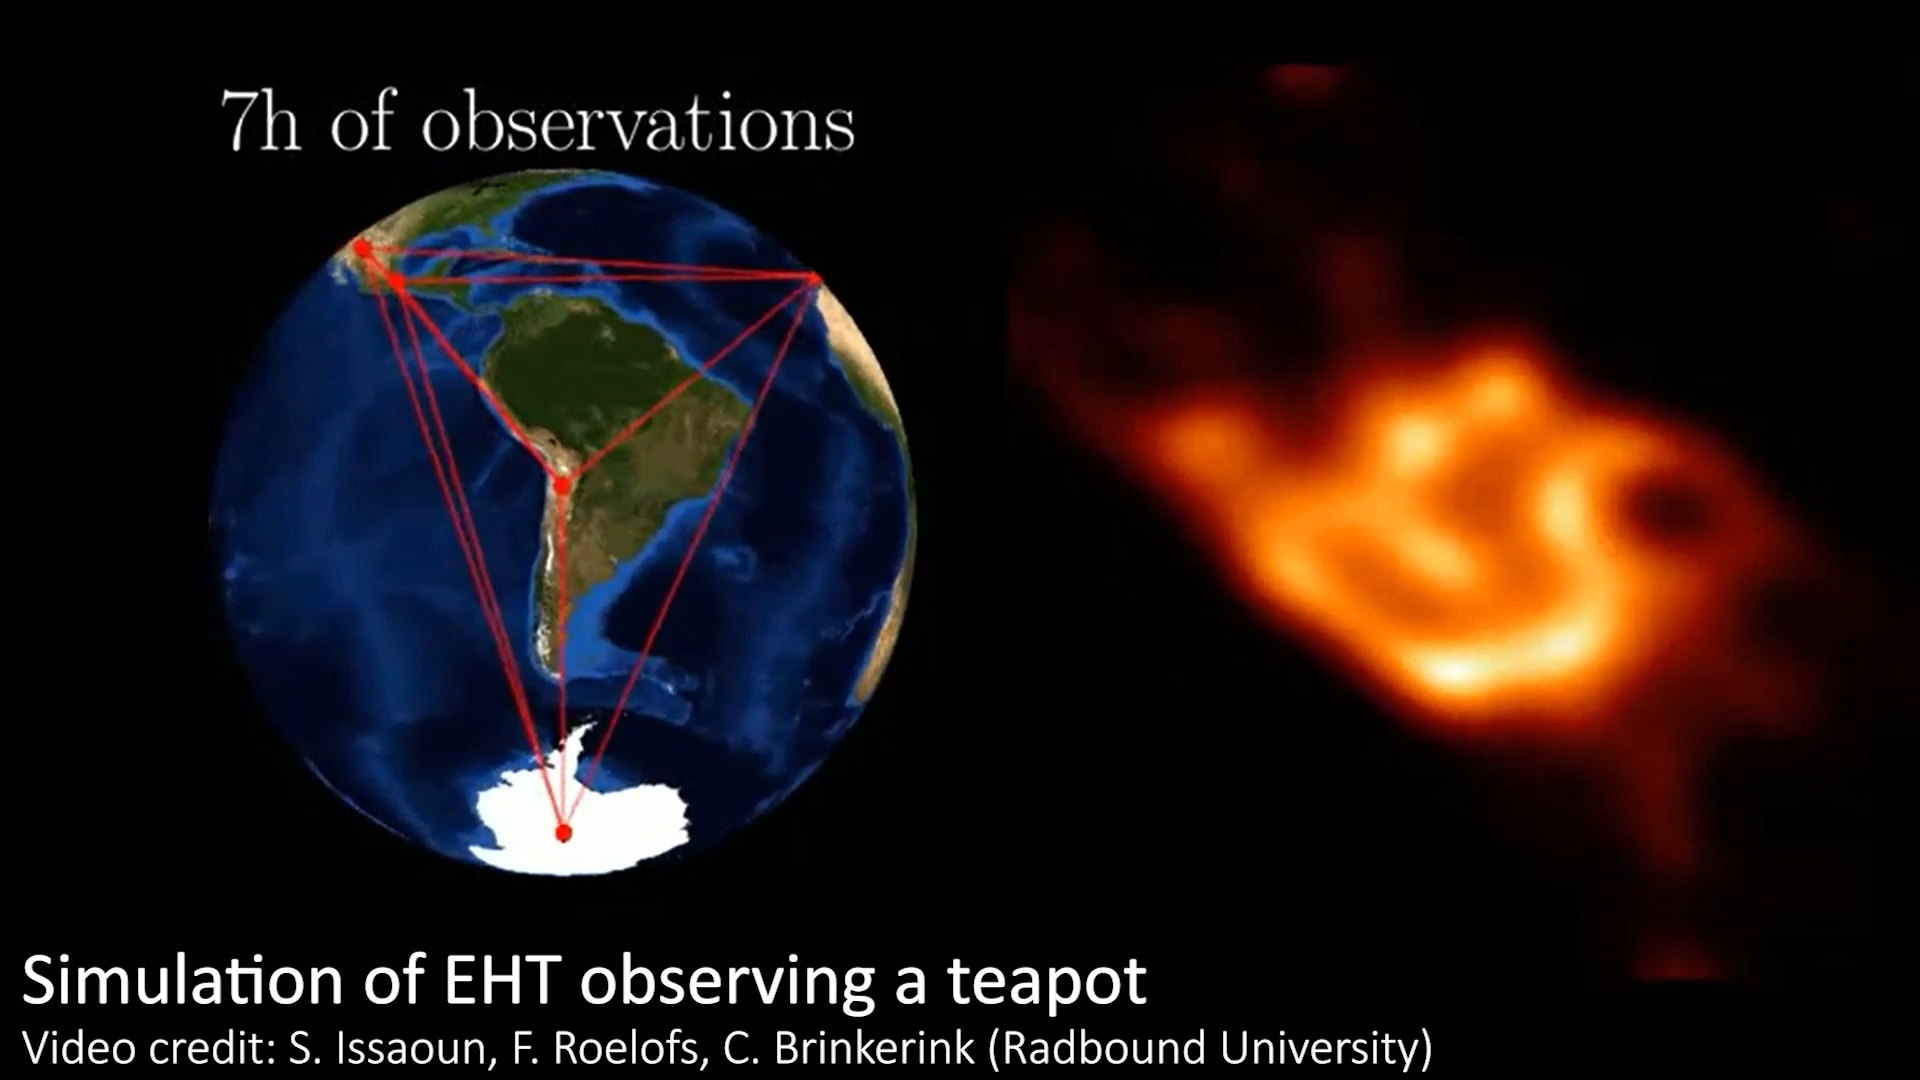 7h of observations
Simulation of EHT observing a teapot
Video credit: S. Issaoun, F. Roelofs, C. Brinkerink (Radbound University)